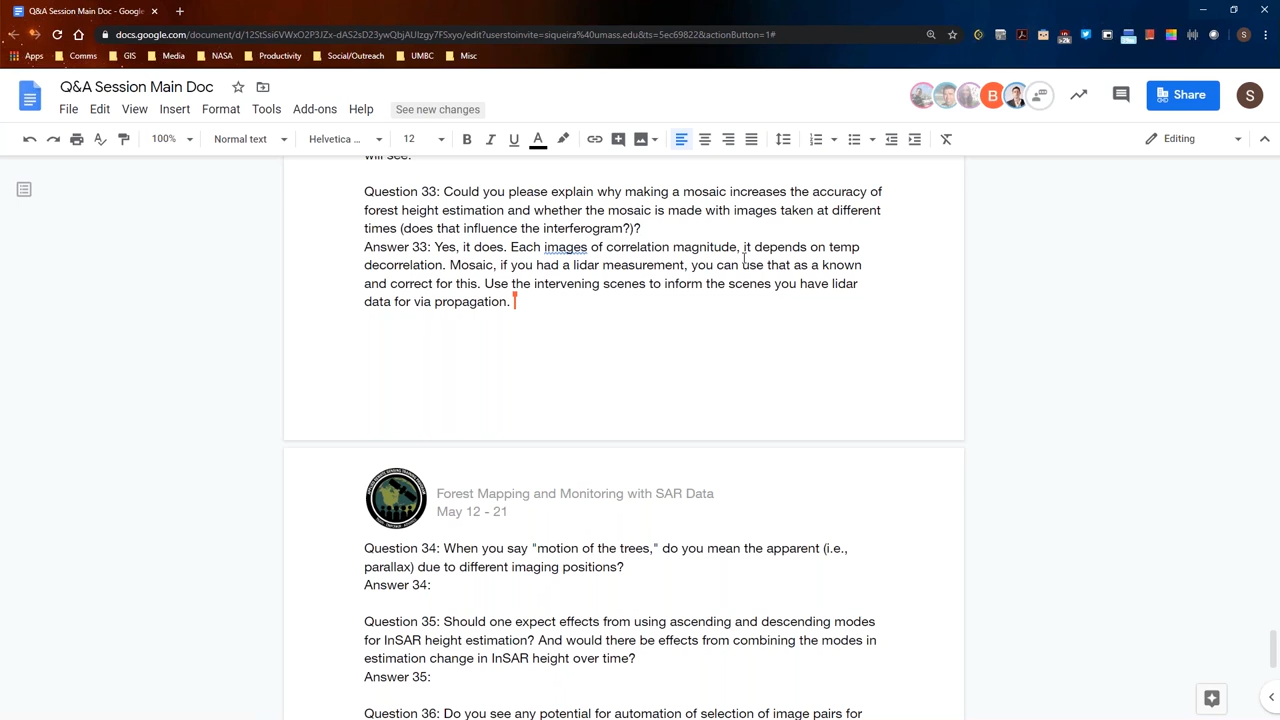 Q&A Session Main Doc - Google
docs.google.com/document/d/12StSsi6VWxO2P3JZx-dAS2sD23ywQbjAUIzgy7FSxyo/edit?userstoinvite=siqueira%40umass.edu&ts=5ec69822&actionButton=1#
Apps Comms GIS Media NASA Productivity Social/Outreach UMBC Misc
Q&A Session Main Doc
File Edit View Insert Format Tools Add-ons Help See new changes
Share
S
B
100% Normal text Helvetica ... 12 B I U A Editing
will see.
Question 33: Could you please explain why making a mosaic increases the accuracy of
forest height estimation and whether the mosaic is made with images taken at different
times (does that influence the interferogram?)?
Answer 33: Yes, it does. Each images of correlation magnitude, it depends on temp
decorrelation. Mosaic, if you had a lidar measurement, you can use that as a known
and correct for this. Use the intervening scenes to inform the scenes you have lidar
data for via propagation.
Forest Mapping and Monitoring with SAR Data
May 12 - 21
Question 34: When you say "motion of the trees," do you mean the apparent (i.e.,
parallax) due to different imaging positions?
Answer 34:
Question 35: Should one expect effects from using ascending and descending modes
for InSAR height estimation? And would there be effects from combining the modes in
estimation change in InSAR height over time?
Answer 35:
Question 36: Do you see any potential for automation of selection of image pairs for